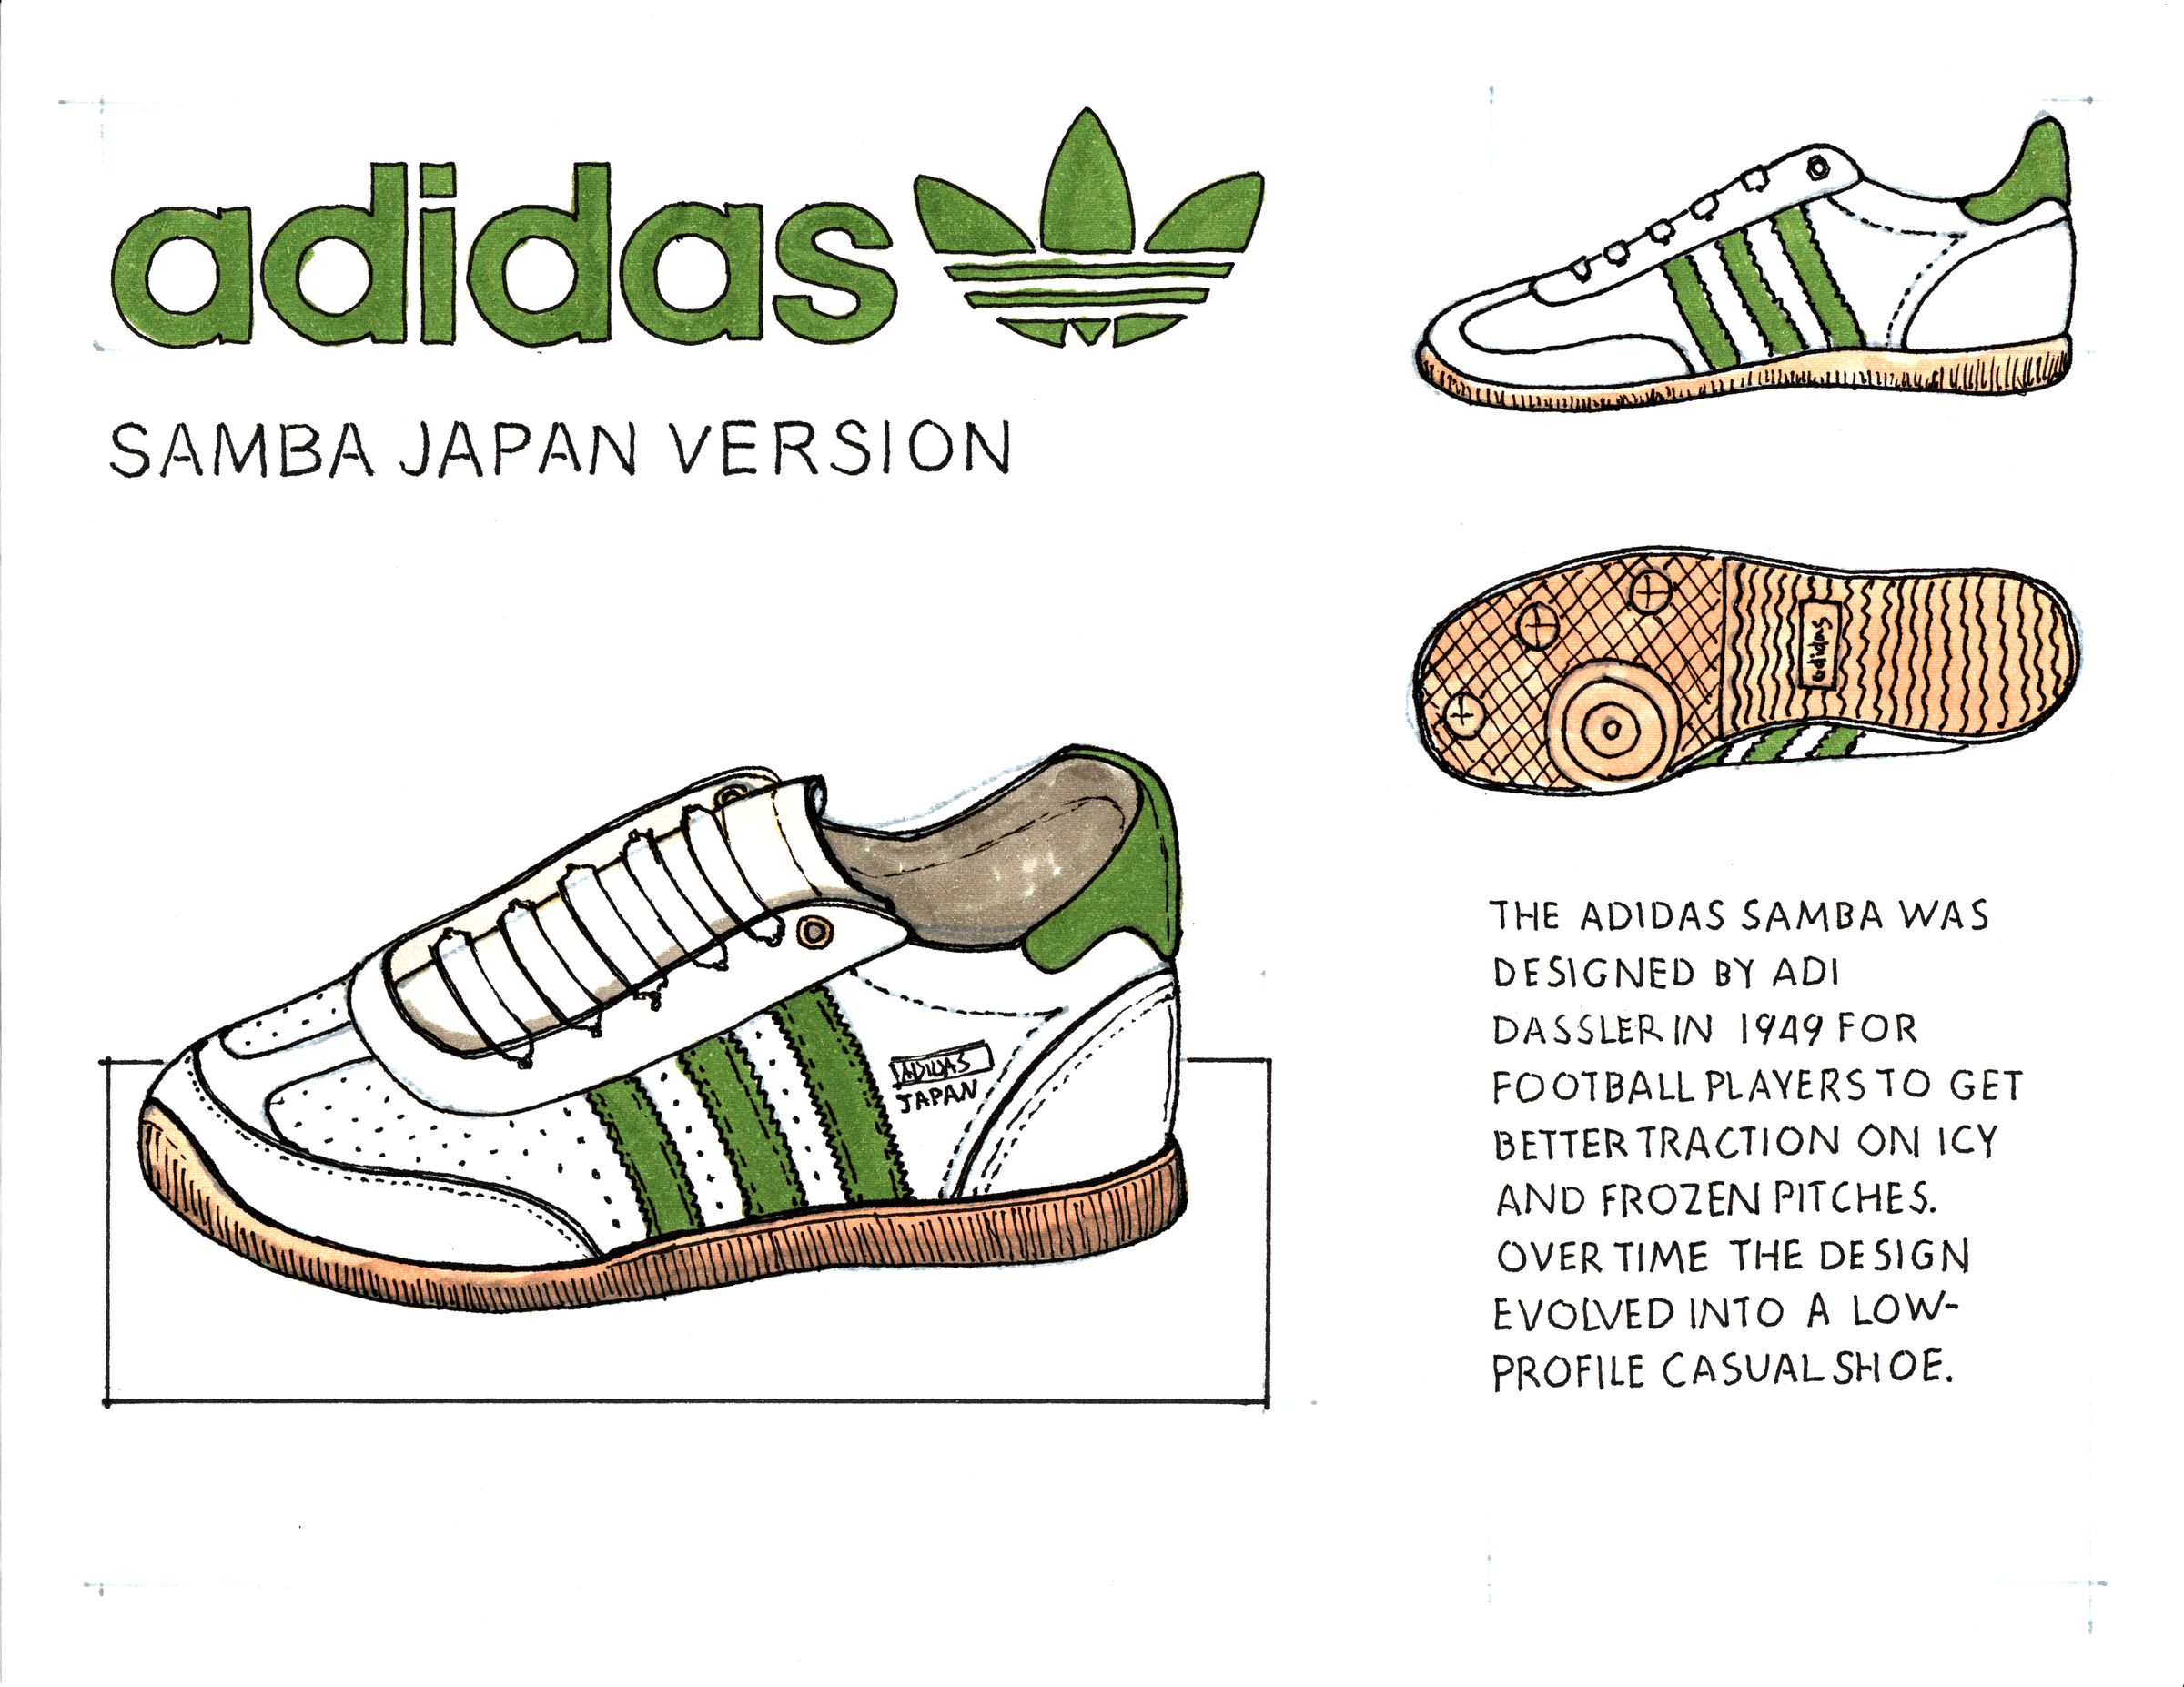 adidas
SAMBA JAPAN VERSION
adidas
ADIDAS
JAPAN
THE ADIDAS SAMBA WAS
DESIGNED BY ADI
DASSLER IN 1949 FOR
FOOTBALL PLAYERS TO GET
BETTER TRACTION ON ICY
AND FROZEN PITCHES.
OVER TIME THE DESIGN
EVOLVED INTO A LOW-
PROFILE CASUAL SHOE.